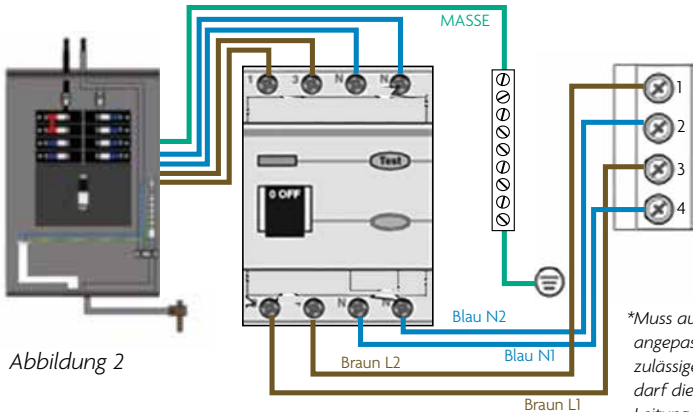 MASSE
1 3 N N
1
2
3
4
Test
0 OFF
N N
Blau N2
Blau N1
Braun L2
Braun L1
Abbildung 2
*Muss au
angepas
zulässige
darf die